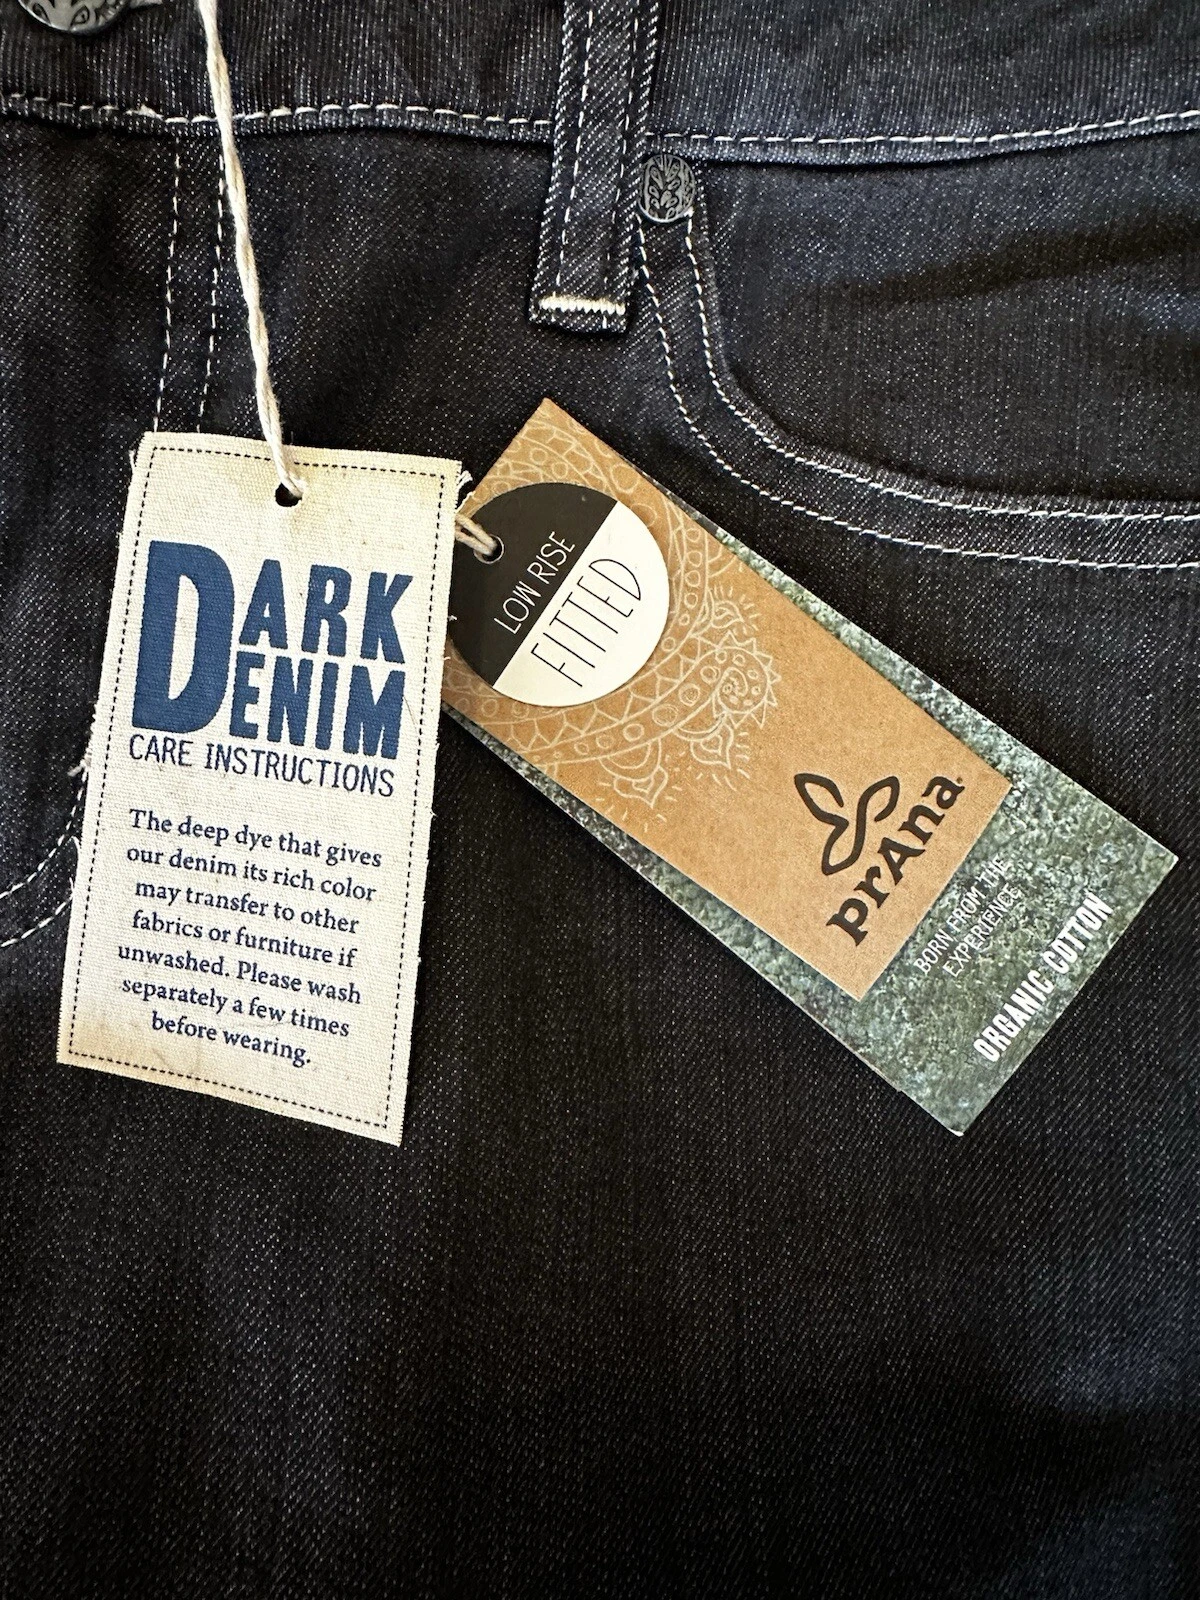 DARK
DENIM
CARE INSTRUCTIONS
The deep dye that gives
our denim its rich color
may transfer to other
fabrics or furniture if
unwashed. Please wash
separately a few times
before wearing.
LOW RISE
FITTED
prAna
BORN FROM THE
EXPERIENCE
ORGANIC COTTON